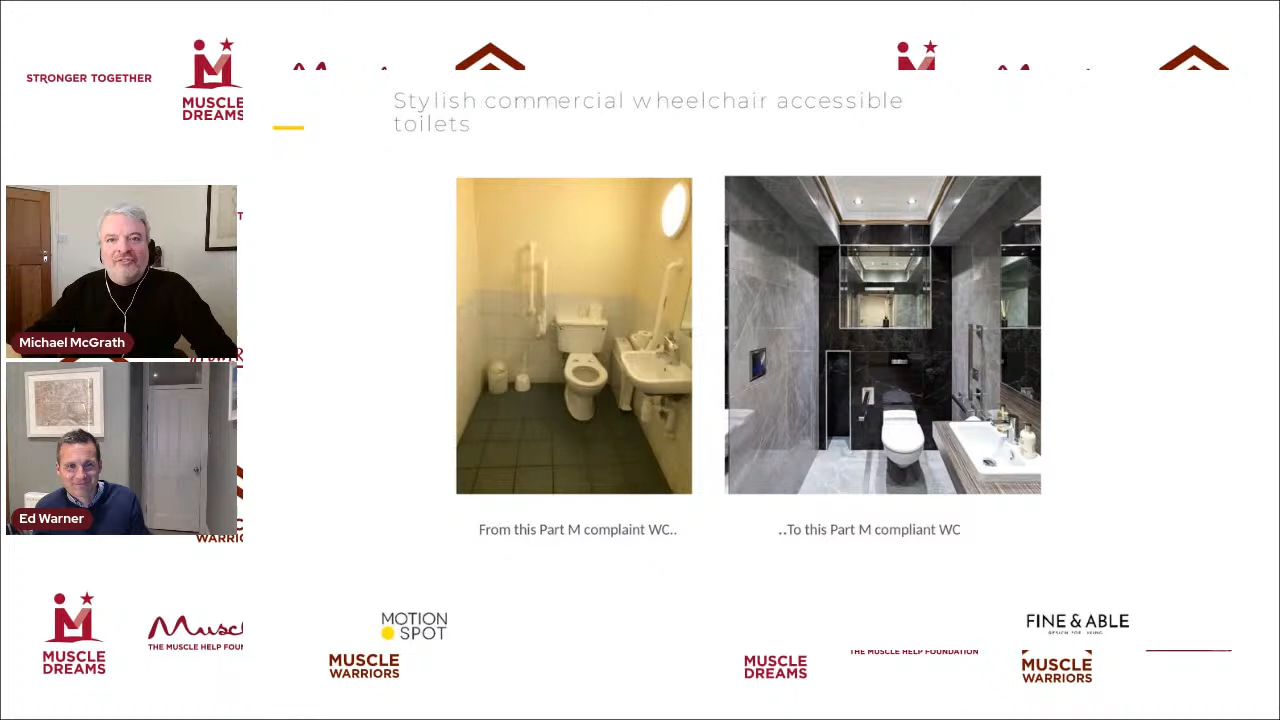 STRONGER TOGETHER
MUSCLE
DREAMS
Stylish commercial wheelchair accessible
toilets
Michael McGrath
Ed Warner
From this Part M complaint WC..
..To this Part M compliant WC
MUSCLE
DREAMS
THE MUSCLE HELP FOUN
MOTION
SPOT
MUSCLE
WARRIORS
MUSCLE
DREAMS
THE MUSCLE HELP FOUNDATION
FINE & ABLE
MUSCLE
WARRIORS